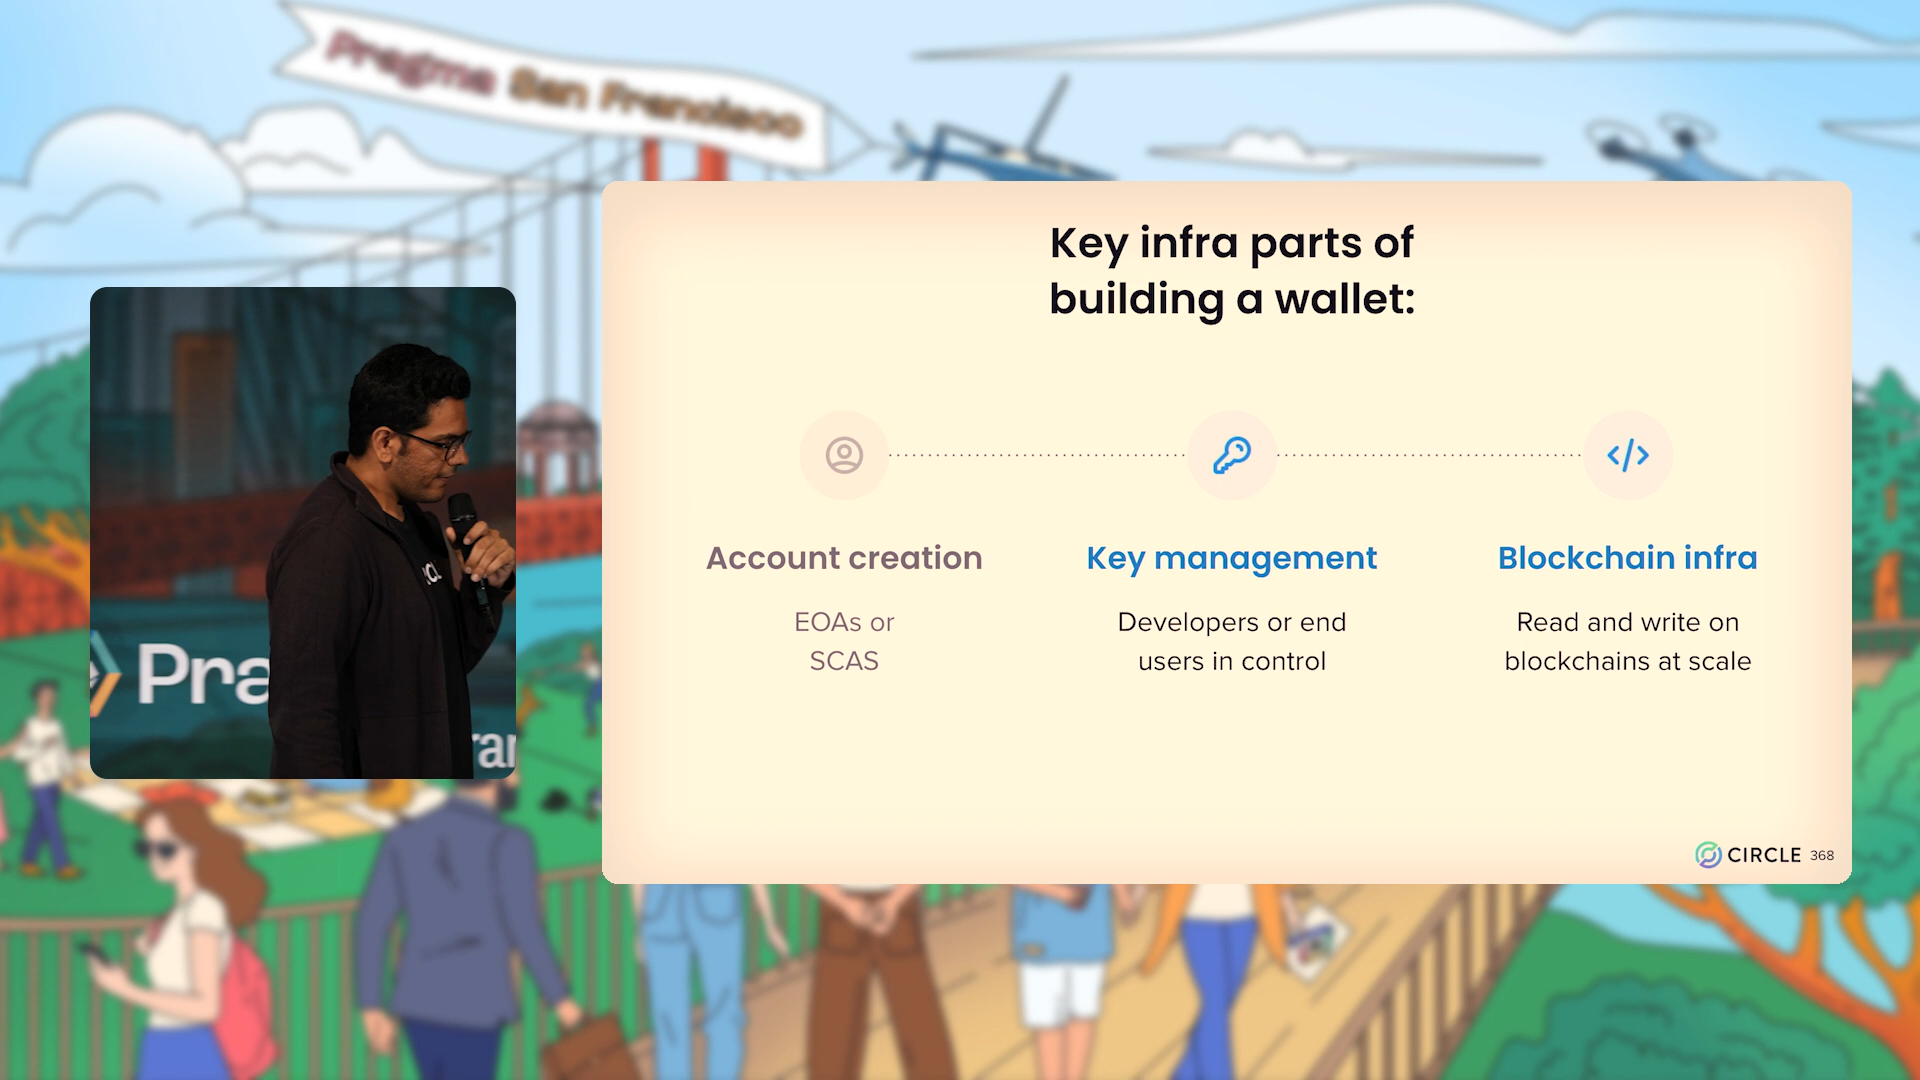 Pragma San Francisco
Key infra parts of
building a wallet:
Account creation
EOAs or
SCAS
Key management
Developers or end
users in control
Blockchain infra
Read and write on
blockchains at scale
CIRCLE 368
Pra
ran